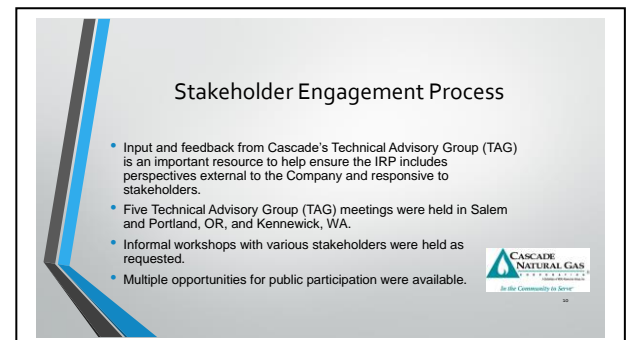 Stakeholder Engagement Process
• Input and feedback from Cascade's Technical Advisory Group (TAG)
is an important resource to help ensure the IRP includes
perspectives external to the Company and responsive to
stakeholders.
• Five Technical Advisory Group (TAG) meetings were held in Salem
and Portland, OR, and Kennewick, WA.
• Informal workshops with various stakeholders were held as
requested.
• Multiple opportunities for public participation were available.
CASCADE
NATURAL GAS
CORPORATION
In the Community to Serve